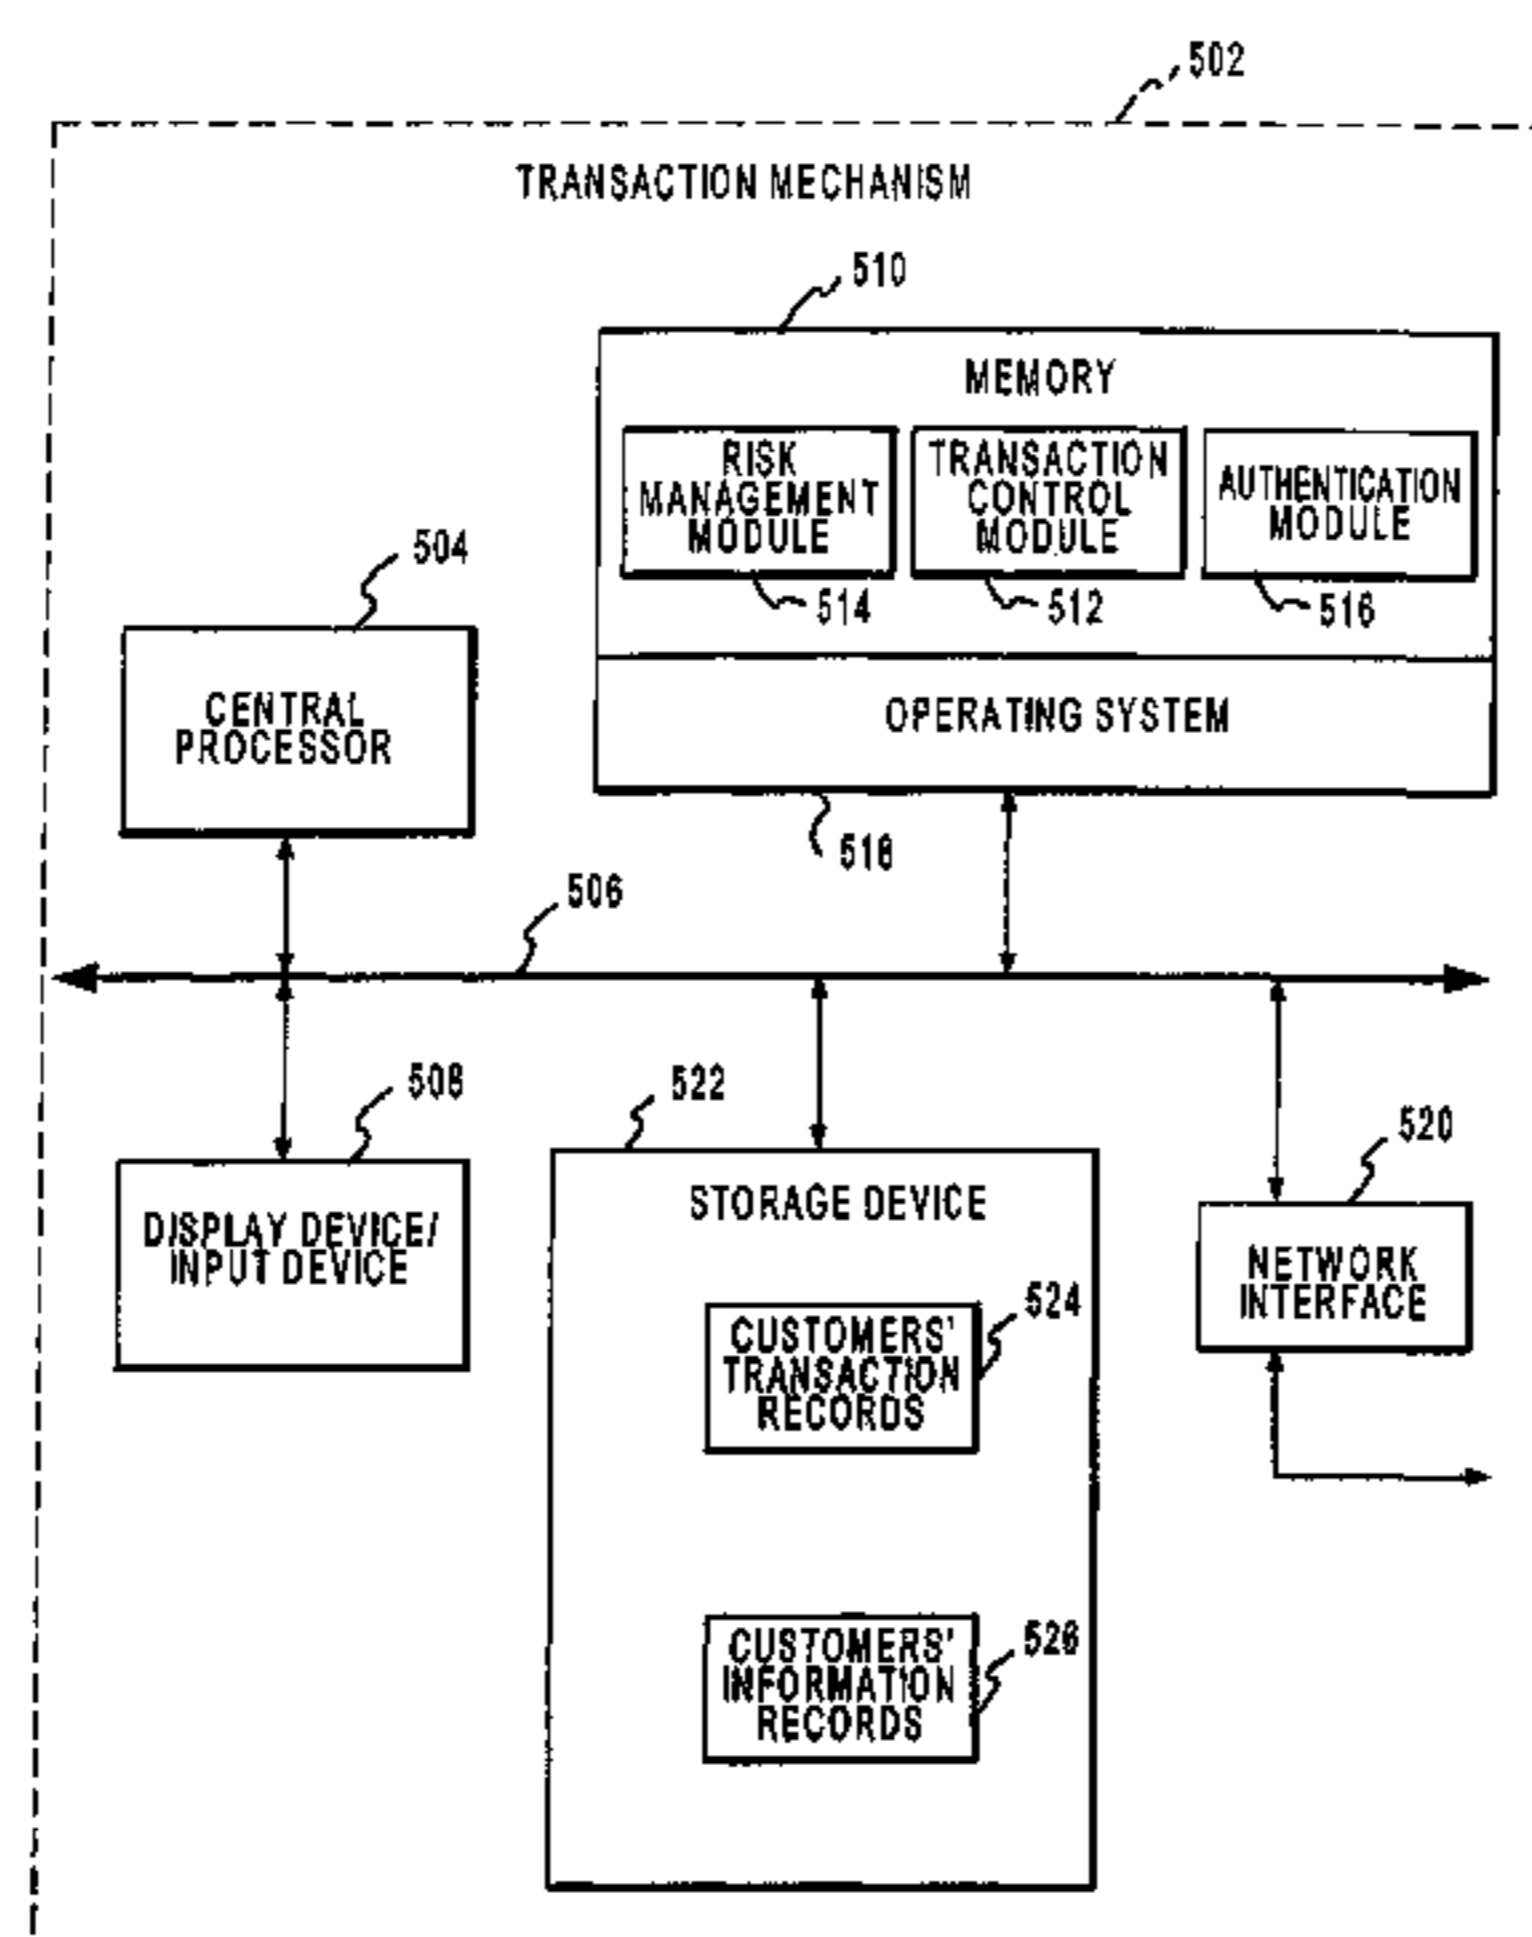 502
TRANSACTION MECHANISM
510
MEMORY
RISK
MANAGEMENT
MODULE
514
TRANSACTION
CONTROL
MODULE
512
AUTHENTICATION
MODULE
516
504
CENTRAL
PROCESSOR
OPERATING SYSTEM
518
506
508
DISPLAY DEVICE/
INPUT DEVICE
522
STORAGE DEVICE
CUSTOMERS'
TRANSACTION
RECORDS
524
CUSTOMERS'
INFORMATION
RECORDS
526
520
NETWORK
INTERFACE